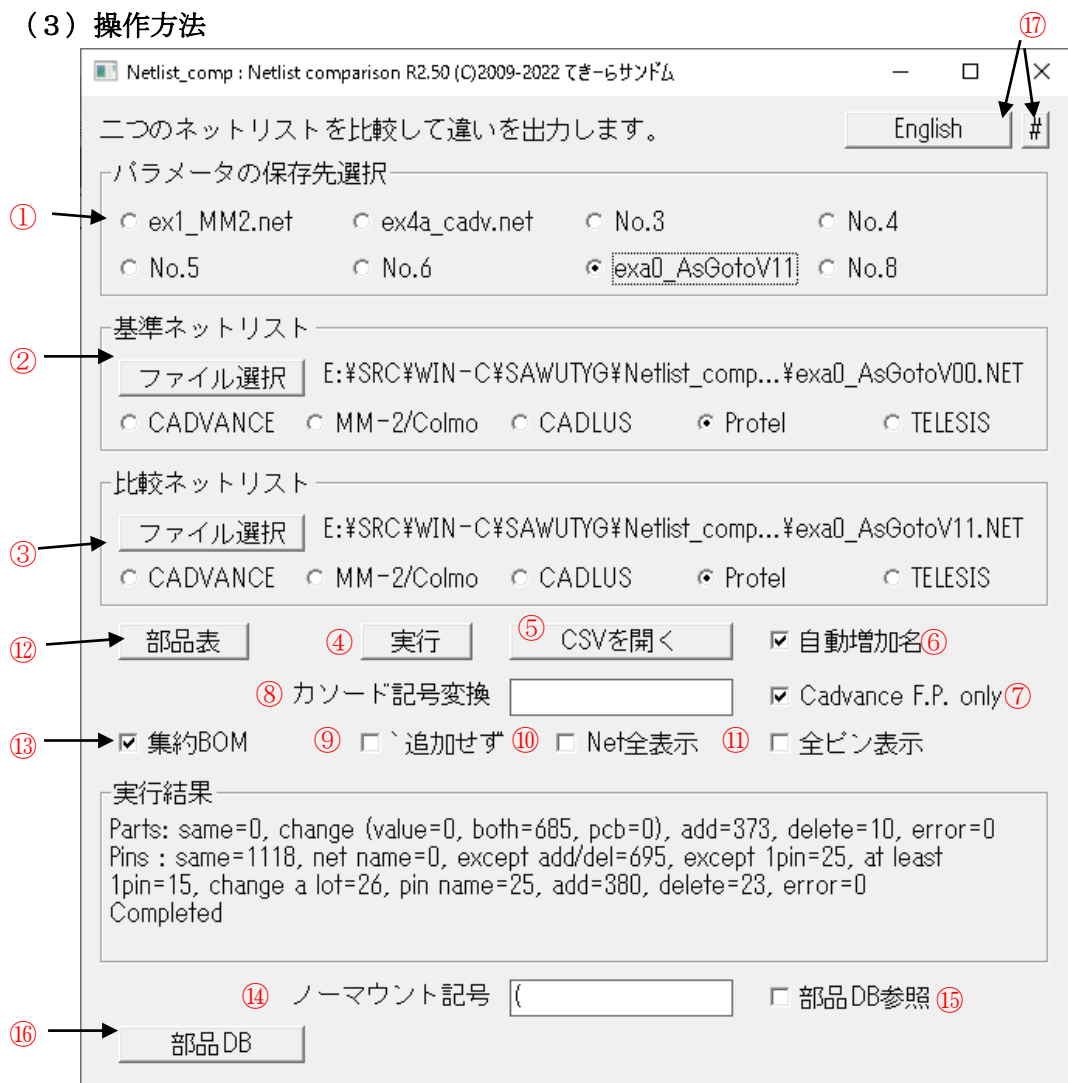 （３）操作方法
⑰
Netlist_comp : Netlist comparison R2.50 (C)2009-2022 てきーらサンドム
二つのネットリストを比較して違いを出力します。 English #
パラメータの保存先選択
① ex1_MM2.net ex4a_cadv.net No.3 No.4
No.5 No.6 exa0_AsGotoV11 No.8
基準ネットリスト
② ファイル選択 E:¥SRC¥WIN-C¥SAWUTYG¥Netlist_comp...¥exa0_AsGotoV00.NET
CADVANCE MM-2/Colmo CADLUS Protel TELESIS
比較ネットリスト
③ ファイル選択 E:¥SRC¥WIN-C¥SAWUTYG¥Netlist_comp...¥exa0_AsGotoV11.NET
CADVANCE MM-2/Colmo CADLUS Protel TELESIS
⑫ 部品表 ④ 実行 ⑤ CSVを開く 自動増加名⑥
⑧ カソード記号変換 Cadvance F.P. only⑦
⑬ 集約BOM ⑨ `追加せず ⑩ Net全表示 ⑪ 全ピン表示
実行結果
Parts: same=0, change (value=0, both=685, pcb=0), add=373, delete=10, error=0
Pins : same=1118, net name=0, except add/del=695, except 1pin=25, at least
1pin=15, change a lot=26, pin name=25, add=380, delete=23, error=0
Completed
⑭ ノーマウント記号 ( 部品DB参照 ⑮
⑯ 部品DB